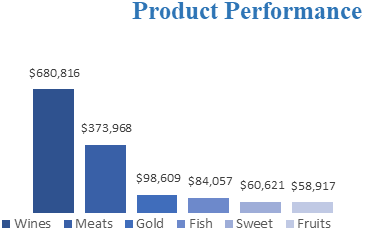 Product Performance
$680,816
$373,968
$98,609 $84,057 $60,621 $58,917
Wines Meats Gold Fish Sweet Fruits